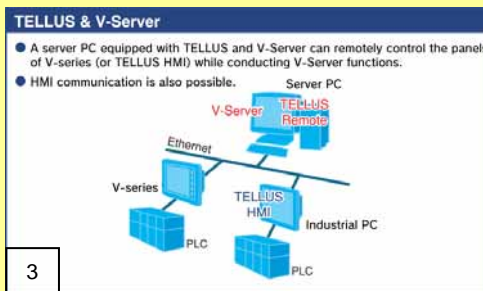 TELLUS & V-Server
A server PC equipped with TELLUS and V-Server can remotely control the panels
of V-series (or TELLUS HMI) while conducting V-Server functions.
HMI communication is also possible.
Server PC
V-Server
TELLUS
Remote
Ethernet
V-series
TELLUS
HMI
Industrial PC
PLC
PLC
3